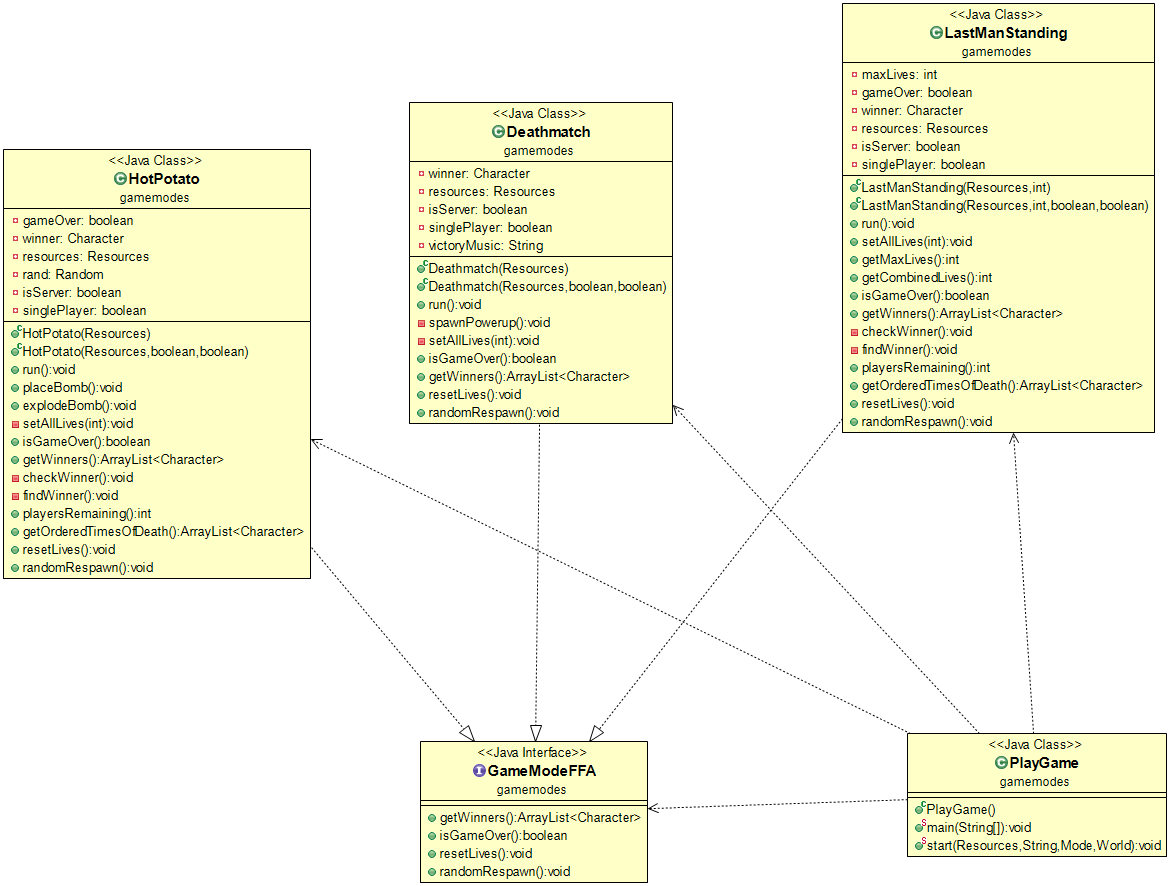 <<Java Class>>
LastManStanding
gamemodes
maxLives: int
gameOver: boolean
winner: Character
resources: Resources
isServer: boolean
singlePlayer: boolean
LastManStanding(Resources,int)
LastManStanding(Resources,int,boolean,boolean)
run():void
setAllLives(int):void
getMaxLives():int
getCombinedLives():int
isGameOver():boolean
getWinners():ArrayList<Character>
checkWinner():void
findWinner():void
playersRemaining():int
getOrderedTimesOfDeath():ArrayList<Character>
resetLives():void
randomRespawn():void
<<Java Class>>
Deathmatch
gamemodes
winner: Character
resources: Resources
isServer: boolean
singlePlayer: boolean
victoryMusic: String
Deathmatch(Resources)
Deathmatch(Resources,boolean,boolean)
run():void
spawnPowerup():void
setAllLives(int):void
isGameOver():boolean
getWinners():ArrayList<Character>
resetLives():void
randomRespawn():void
<<Java Class>>
HotPotato
gamemodes
gameOver: boolean
winner: Character
resources: Resources
rand: Random
isServer: boolean
singlePlayer: boolean
HotPotato(Resources)
HotPotato(Resources,boolean,boolean)
run():void
placeBomb():void
explodeBomb():void
setAllLives(int):void
isGameOver():boolean
getWinners():ArrayList<Character>
checkWinner():void
findWinner():void
playersRemaining():int
getOrderedTimesOfDeath():ArrayList<Character>
resetLives():void
randomRespawn():void
<<Java Interface>>
GameModeFFA
gamemodes
getWinners():ArrayList<Character>
isGameOver():boolean
resetLives():void
randomRespawn():void
<<Java Class>>
PlayGame
gamemodes
PlayGame()
main(String[]):void
start(Resources,String,Mode,World):void